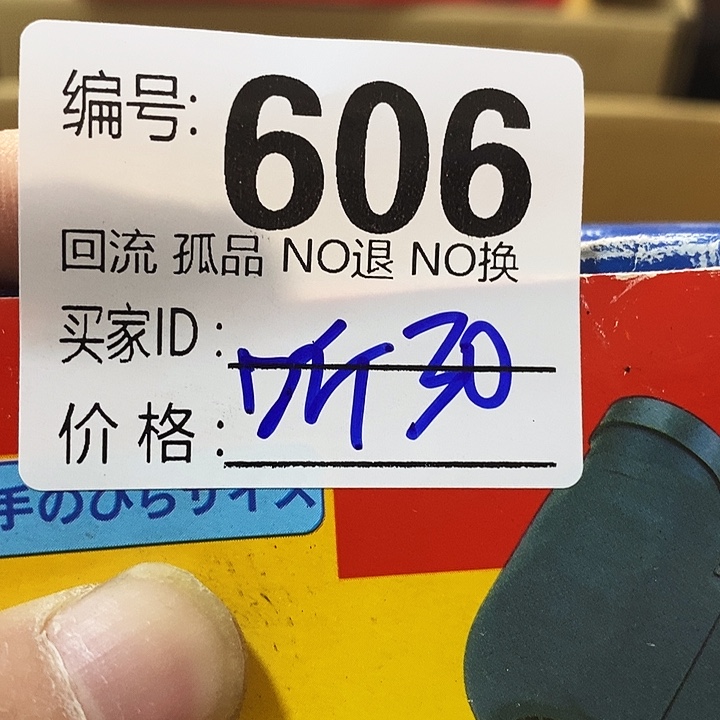 编号: 606
回流 孤品 NO退 NO换
买家ID:
30
价 格:
手のひらサイズ